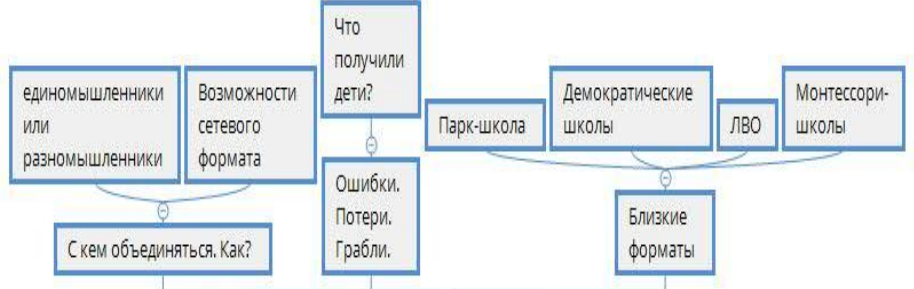 Что
получили
дети?
единомышленники
или
разномышленники
Возможности
сетевого
формата
Парк-школа
Демократические
школы
ЛВО
Монтессори-
школы
Ошибки.
Потери.
Грабли.
С кем объединяться. Как?
Близкие
форматы